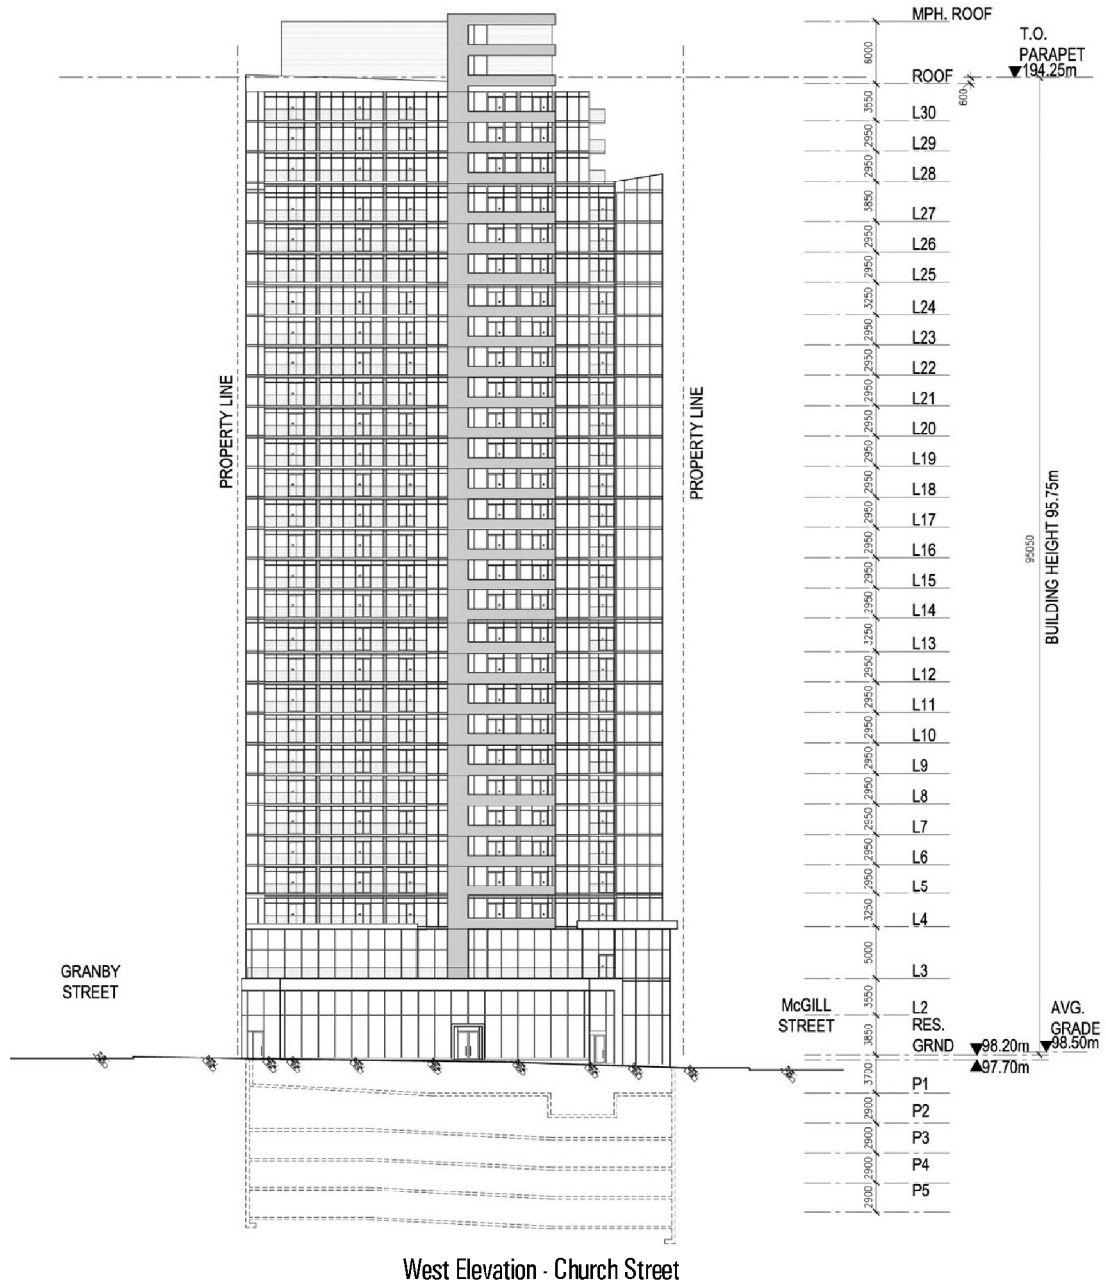 MPH. ROOF
T.O.
PARAPET
194.25m
6000
ROOF
600
3550
L30
2950
L29
2950
L28
3850
L27
2950
L26
2950
L25
3250
L24
2950
L23
2950
L22
2950
L21
2950
L20
2950
L19
2950
L18
2950
L17
2950
L16
2950
L15
2950
L14
3250
L13
2950
L12
2950
L11
2950
L10
2950
L9
2950
L8
2950
L7
2950
L6
2950
L5
3250
L4
5000
L3
3550
L2
3850
RES.
GRND
98.20m
97.70m
3700
P1
2900
P2
2900
P3
2900
P4
2900
P5
PROPERTY LINE
PROPERTY LINE
95050
BUILDING HEIGHT 95.75m
AVG.
GRADE
98.50m
GRANBY
STREET
McGILL
STREET
West Elevation - Church Street